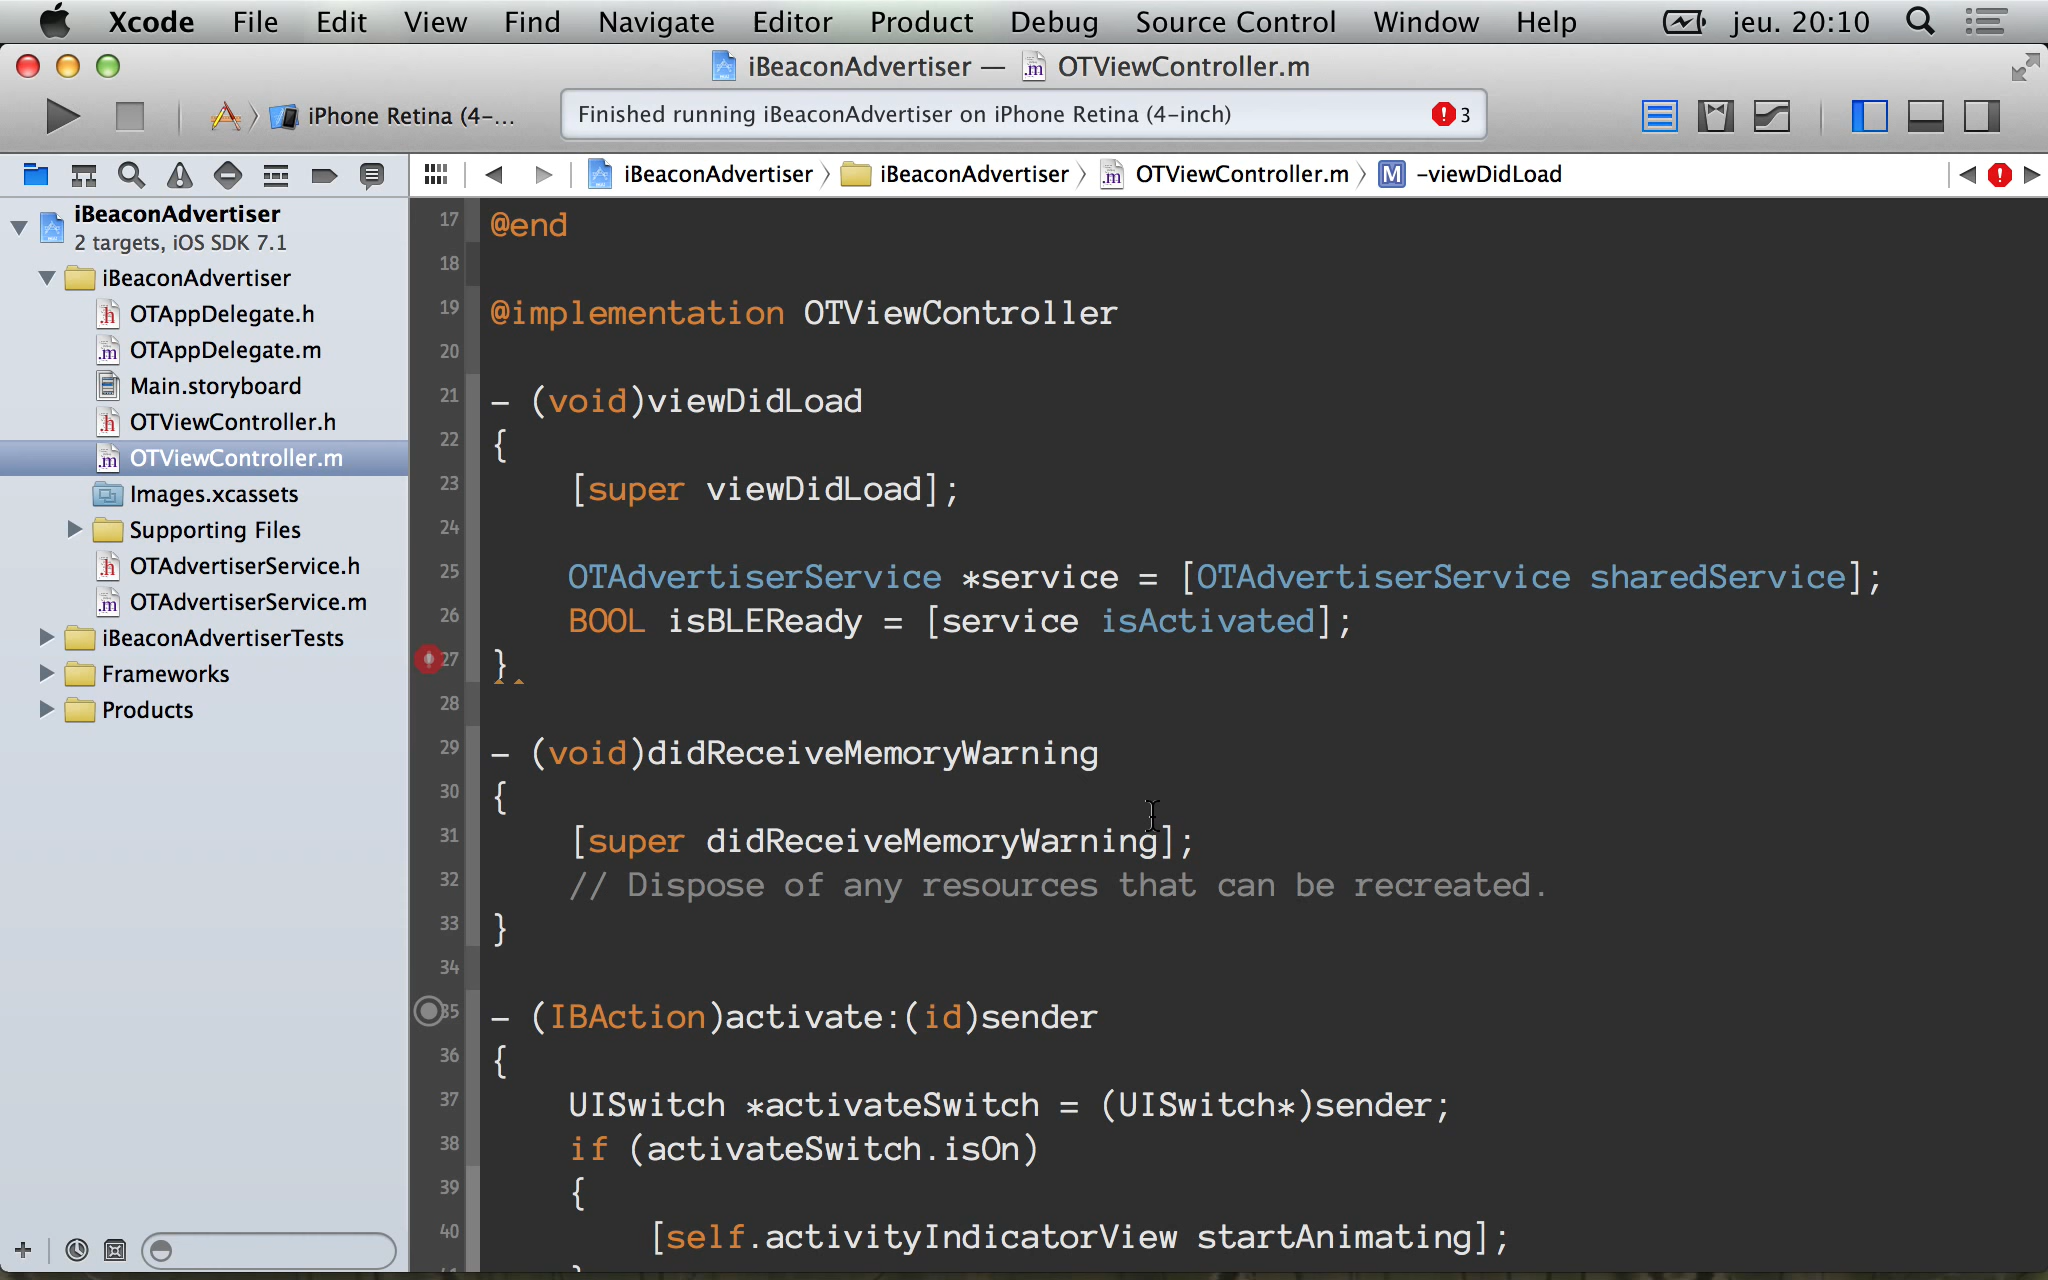 Xcode File Edit View Find Navigate Editor Product Debug Source Control Window Help jeu. 20:10
iBeaconAdvertiser — OTViewController.m
iPhone Retina (4-... Finished running iBeaconAdvertiser on iPhone Retina (4-inch) 3
iBeaconAdvertiser iBeaconAdvertiser OTViewController.m M -viewDidLoad
iBeaconAdvertiser
2 targets, iOS SDK 7.1
iBeaconAdvertiser
OTAppDelegate.h
OTAppDelegate.m
Main.storyboard
OTViewController.h
OTViewController.m
Images.xcassets
Supporting Files
OTAdvertiserService.h
OTAdvertiserService.m
iBeaconAdvertiserTests
Frameworks
Products
17 @end
18
19 @implementation OTViewController
20
21 - (void)viewDidLoad
22 {
23 [super viewDidLoad];
24
25 OTAdvertiserService *service = [OTAdvertiserService sharedService];
26 BOOL isBLEReady = [service isActivated];
27 }
28
29 - (void)didReceiveMemoryWarning
30 {
31 [super didReceiveMemoryWarning];
32 // Dispose of any resources that can be recreated.
33 }
34
35 - (IBAction)activate:(id)sender
36 {
37 UISwitch *activateSwitch = (UISwitch*)sender;
38 if (activateSwitch.isOn)
39 {
40 [self.activityIndicatorView startAnimating];